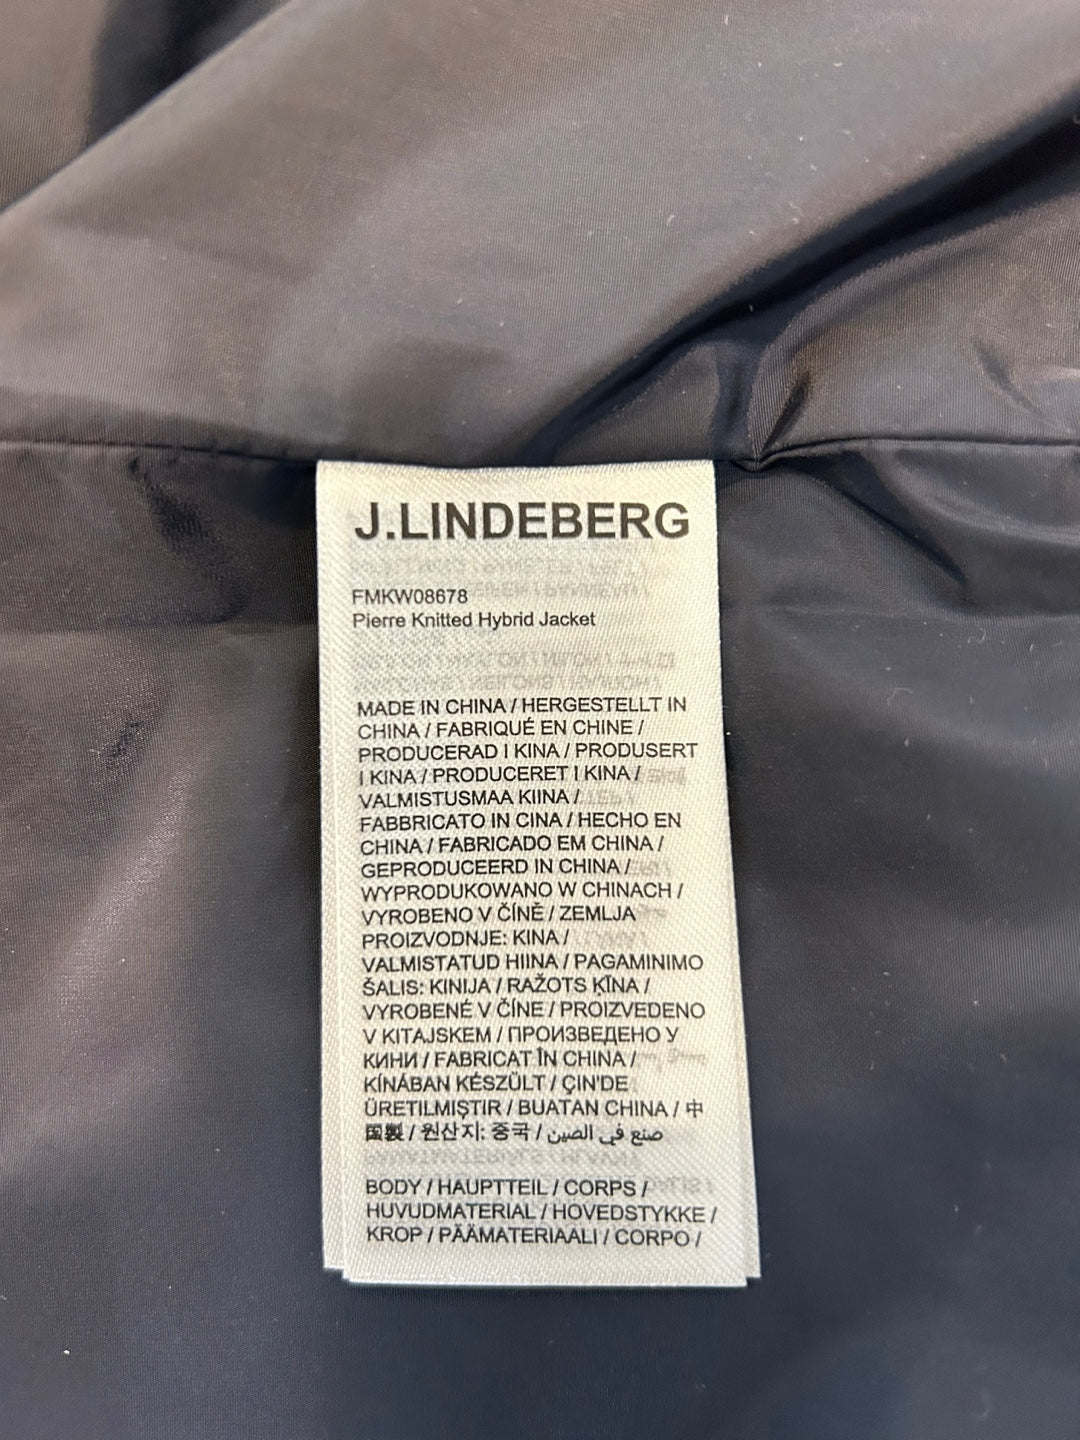 J.LINDEBERG
FMKW08678
Pierre Knitted Hybrid Jacket
MADE IN CHINA / HERGESTELLT IN
CHINA / FABRIQUÉ EN CHINE /
PRODUCERAD I KINA / PRODUSERT
I KINA / PRODUCERET I KINA /
VALMISTUSMAA KIINA /
FABBRICATO IN CINA / HECHO EN
CHINA / FABRICADO EM CHINA /
GEPRODUCEERD IN CHINA /
WYPRODUKOWANO W CHINACH /
VYROBENO V ČÍNĚ / ZEMLJA
PROIZVODNJE: KINA /
VALMISTATUD HIINA / PAGAMINIMO
ŠALIS: KINIJA / RAŽOTS ĶĪNA /
VYROBENÉ V ČÍNE / PROIZVEDENO
V KITAJSKEM / ПРОИЗВЕДЕНО У
КИНИ / FABRICAT ÎN CHINA /
KÍNÁBAN KÉSZÜLT / ÇIN'DE
ÜRETILMIŞTIR / BUATAN CHINA / 中
国製 / 원산지: 중국 / صنع في الصين
BODY / HAUPTTEIL / CORPS /
HUVUDMATERIAL / HOVEDSTYKKE /
KROP / PÄÄMATERIAALI / CORPO /